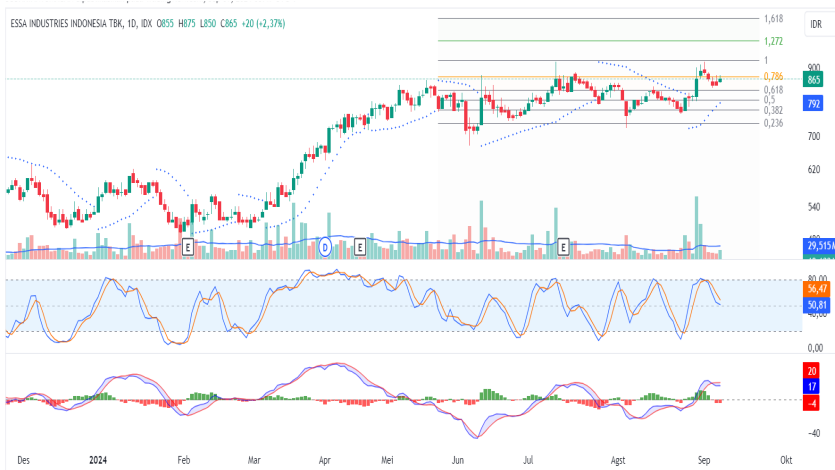 ESSA INDUSTRIES INDONESIA TBK, 1D, IDX O855 H875 L850 C865 +20 (+2,37%)
IDR
1,618
1,272
1
900
0,786
865
0,618
0,5
792
0,382
0,236
700
620
540
E
D
E
E
29,515M
80,00
56,47
50,81
0,00
20
17
−4
−40
Des
2024
Feb
Mar
Apr
Mei
Jun
Jul
Agst
Sep
Okt